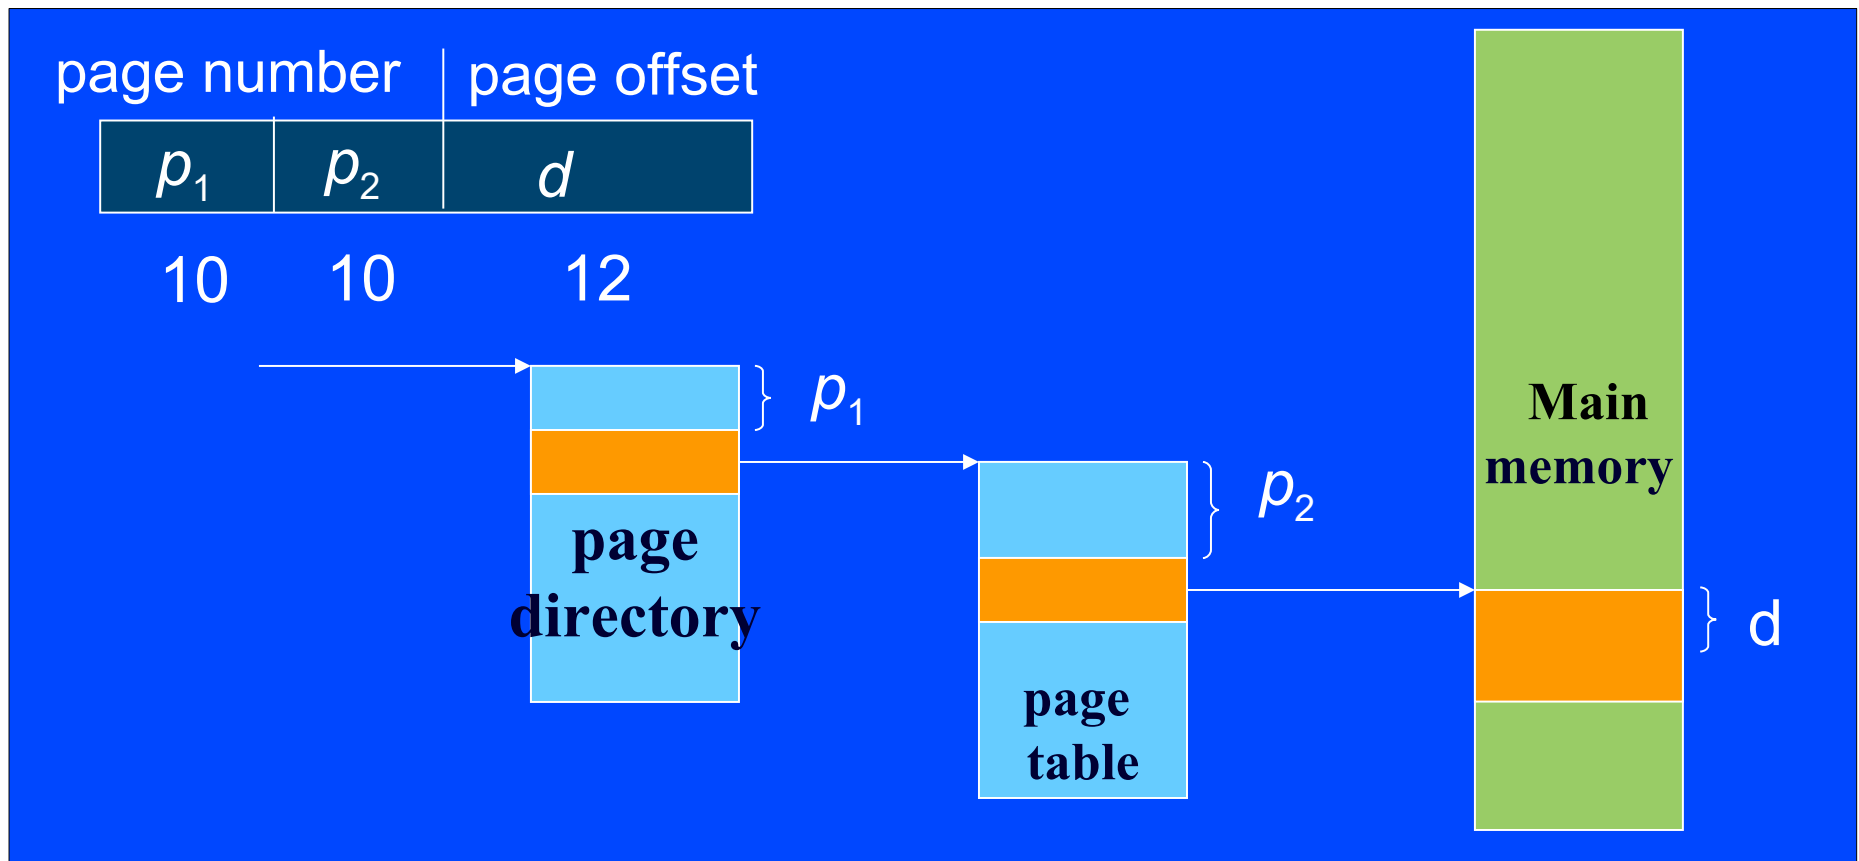 page number page offset
p₁ p₂ d
10 10 12
p₁
p₂
page
directory
page
table
Main
memory
d